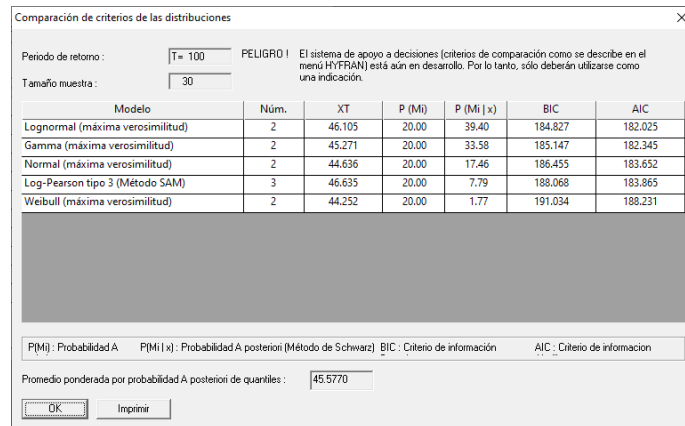 Comparación de criterios de las distribuciones
Periodo de retorno : T= 100
PELIGRO ! El sistema de apoyo a decisiones (criterios de comparación como se describe en el
menú HYFRAN) está aún en desarrollo. Por lo tanto, sólo deberán utilizarse como
una indicación.
Tamaño muestra : 30
Modelo Núm. XT P (Mi) P (Mi | x) BIC AIC
Lognormal (máxima verosimilitud) 2 46.105 20.00 39.40 184.827 182.025
Gamma (máxima verosimilitud) 2 45.271 20.00 33.58 185.147 182.345
Normal (máxima verosimilitud) 2 44.636 20.00 17.46 186.455 183.652
Log-Pearson tipo 3 (Método SAM) 3 46.635 20.00 7.79 188.068 183.865
Weibull (máxima verosimilitud) 2 44.252 20.00 1.77 191.034 188.231
P(Mi) : Probabilidad A P(Mi | x) : Probabilidad A posteriori (Método de Schwarz) BIC : Criterio de información AIC : Criterio de informacion
Promedio ponderada por probabilidad A posteriori de quantiles : 45.5770
OK Imprimir